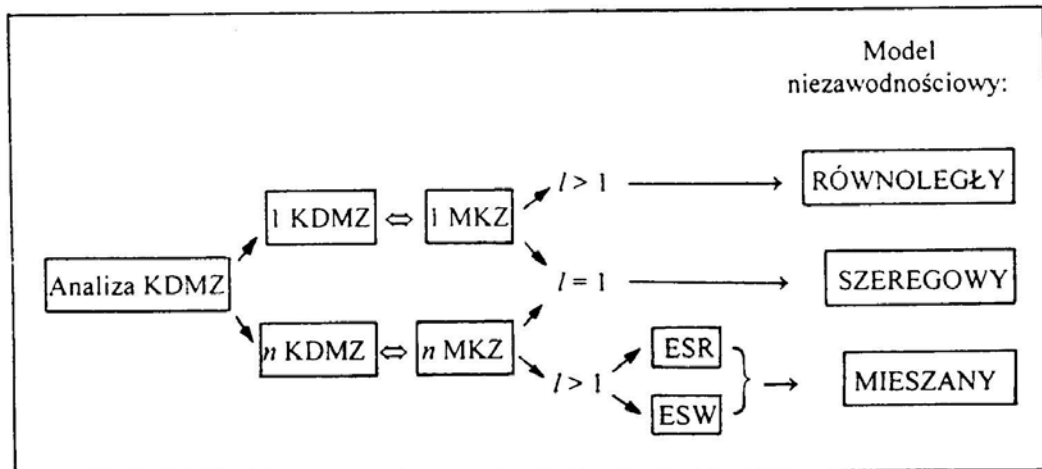 Model
niezawodnościowy:
l > 1 ⟶ RÓWNOLEGŁY
1 KDMZ ⇔ 1 MKZ
Analiza KDMZ
l = 1 ⟶ SZEREGOWY
n KDMZ ⇔ n MKZ
ESR
l > 1
MIESZANY
ESW